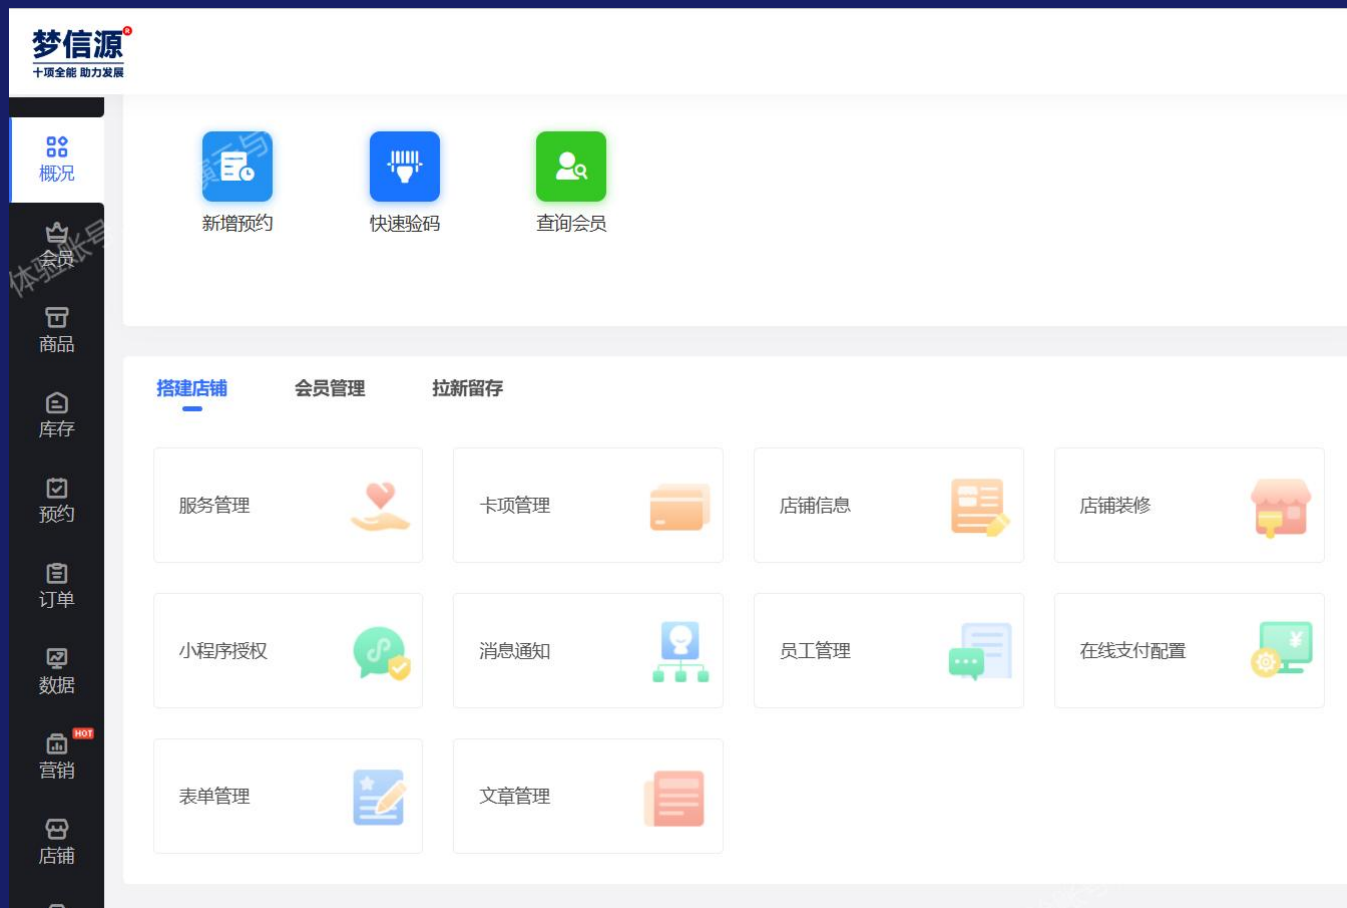 梦信源®
十项全能 助力发展
概况
会员
体验账号
商品
库存
预约
订单
数据
HOT
营销
店铺
新增预约
快速验码
查询会员
搭建店铺
会员管理
拉新留存
服务管理
卡项管理
店铺信息
店铺装修
小程序授权
消息通知
员工管理
在线支付配置
¥
表单管理
文章管理